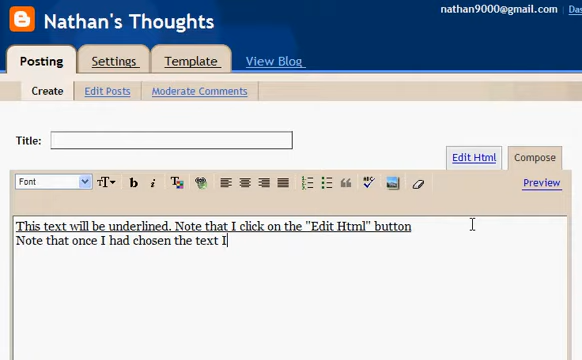 nathan9000@gmail.com
Nathan's Thoughts
Posting Settings Template View Blog
Create Edit Posts Moderate Comments
Title:
Edit Html Compose
Font T b i T ABC
Preview
This text will be underlined. Note that I click on the "Edit Html" button
Note that once I had chosen the text I